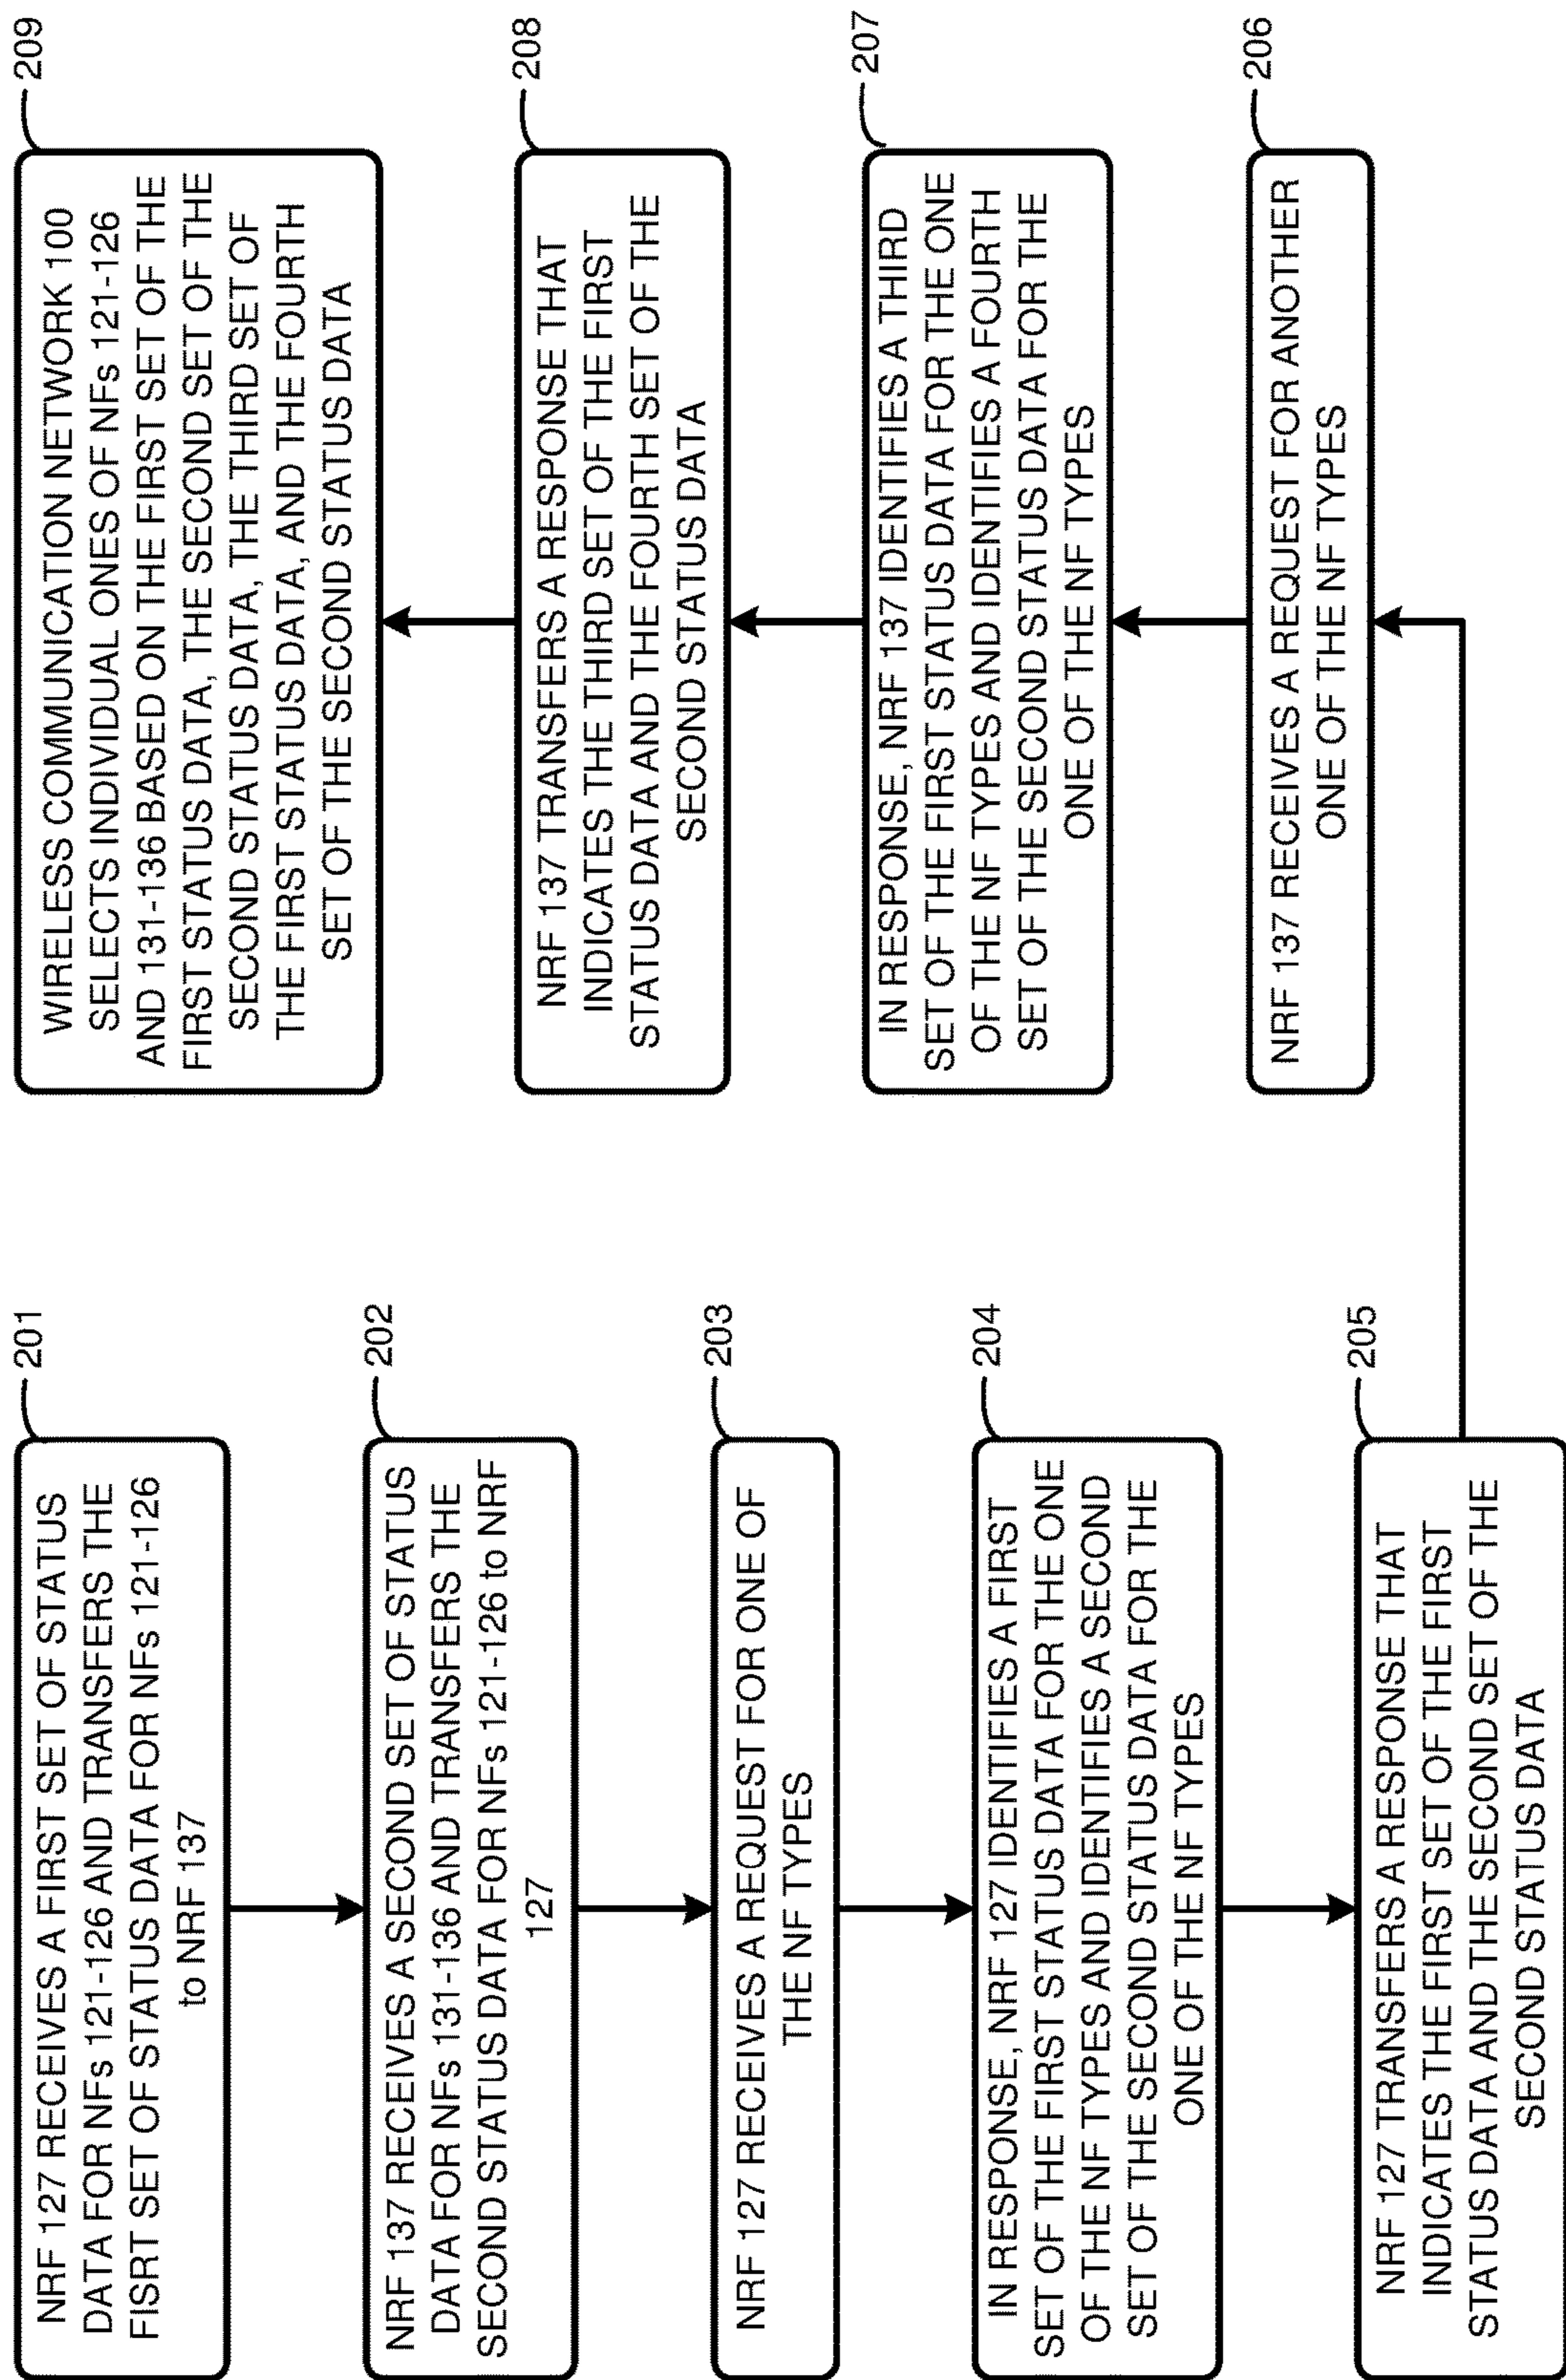 201
NRF 127 RECEIVES A FIRST SET OF STATUS
DATA FOR NFs 121-126 AND TRANSFERS THE
FISRT SET OF STATUS DATA FOR NFs 121-126
to NRF 137
202
NRF 137 RECEIVES A SECOND SET OF STATUS
DATA FOR NFs 131-136 AND TRANSFERS THE
SECOND STATUS DATA FOR NFs 121-126 to NRF
127
203
NRF 127 RECEIVES A REQUEST FOR ONE OF
THE NF TYPES
204
IN RESPONSE, NRF 127 IDENTIFIES A FIRST
SET OF THE FIRST STATUS DATA FOR THE ONE
OF THE NF TYPES AND IDENTIFIES A SECOND
SET OF THE SECOND STATUS DATA FOR THE
ONE OF THE NF TYPES
205
NRF 127 TRANSFERS A RESPONSE THAT
INDICATES THE FIRST SET OF THE FIRST
STATUS DATA AND THE SECOND SET OF THE
SECOND STATUS DATA
206
NRF 137 RECEIVES A REQUEST FOR ANOTHER
ONE OF THE NF TYPES
207
IN RESPONSE, NRF 137 IDENTIFIES A THIRD
SET OF THE FIRST STATUS DATA FOR THE ONE
OF THE NF TYPES AND IDENTIFIES A FOURTH
SET OF THE SECOND STATUS DATA FOR THE
ONE OF THE NF TYPES
208
NRF 137 TRANSFERS A RESPONSE THAT
INDICATES THE THIRD SET OF THE FIRST
STATUS DATA AND THE FOURTH SET OF THE
SECOND STATUS DATA
209
WIRELESS COMMUNICATION NETWORK 100
SELECTS INDIVIDUAL ONES OF NFs 121-126
AND 131-136 BASED ON THE FIRST SET OF THE
FIRST STATUS DATA, THE SECOND SET OF THE
SECOND STATUS DATA, THE THIRD SET OF
THE FIRST STATUS DATA, AND THE FOURTH
SET OF THE SECOND STATUS DATA